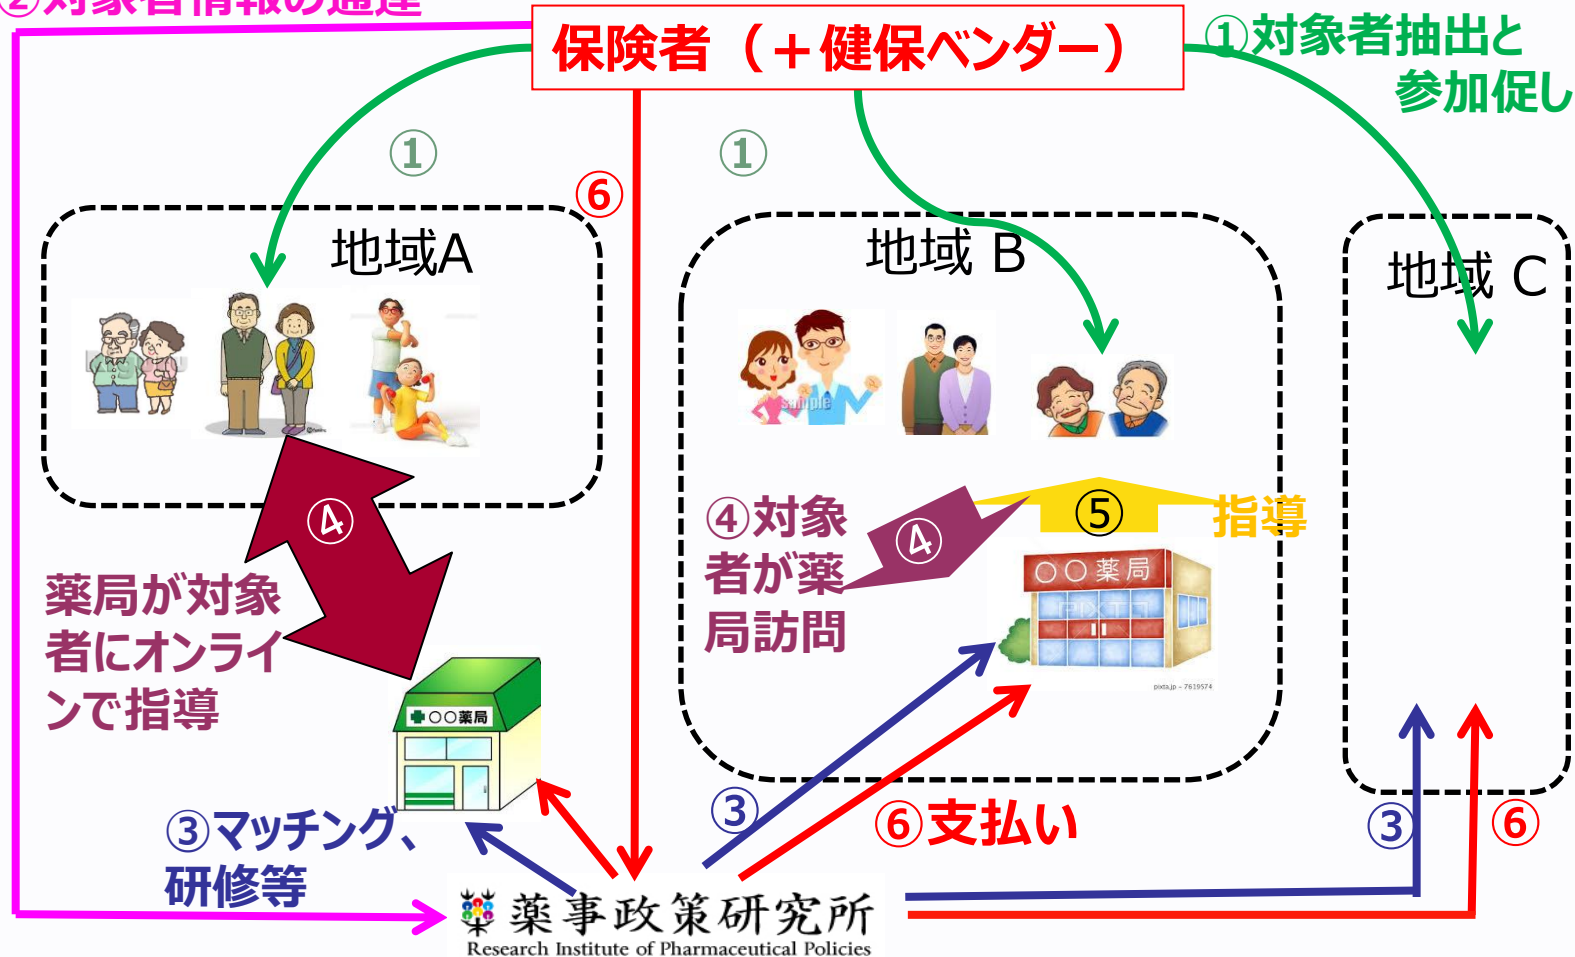 ②対象者情報の通達
保険者（＋健保ベンダー）
①対象者抽出と
参加促し
①
①
⑥
地域A
地域 B
地域 C
sample
④
④対象
者が薬
局訪問
④
⑤
指導
薬局が対象
者にオンライ
ンで指導
〇〇薬局
PIXTA
pixta.jp - 7619574
〇〇薬局
③マッチング、
研修等
③
⑥支払い
③
⑥
薬事政策研究所
Research Institute of Pharmaceutical Policies